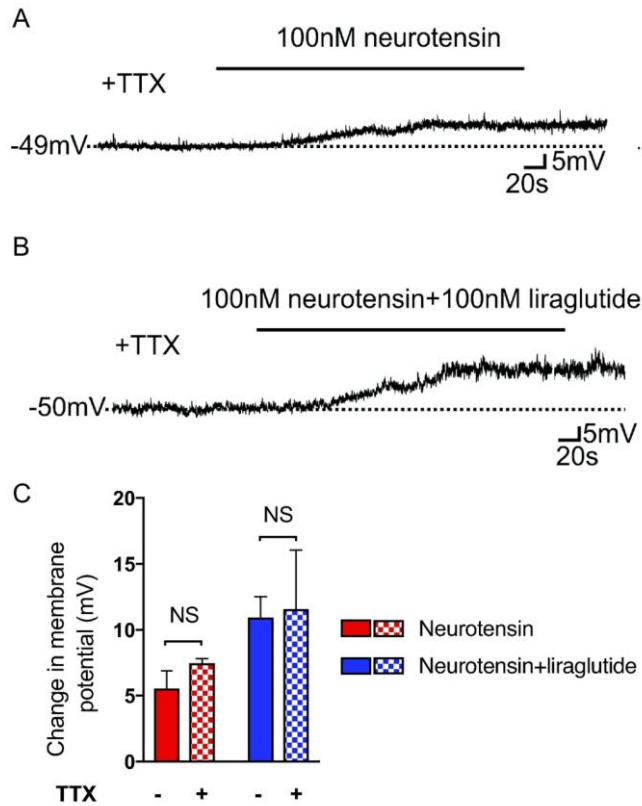 A
100nM neurotensin
+TTX
-49mV
5mV
20s
B
100nM neurotensin+100nM liraglutide
+TTX
-50mV
5mV
20s
C
Change in membrane
potential (mV)
20
15
10
5
0
NS
NS
Neurotensin
Neurotensin+liraglutide
TTX - + - +